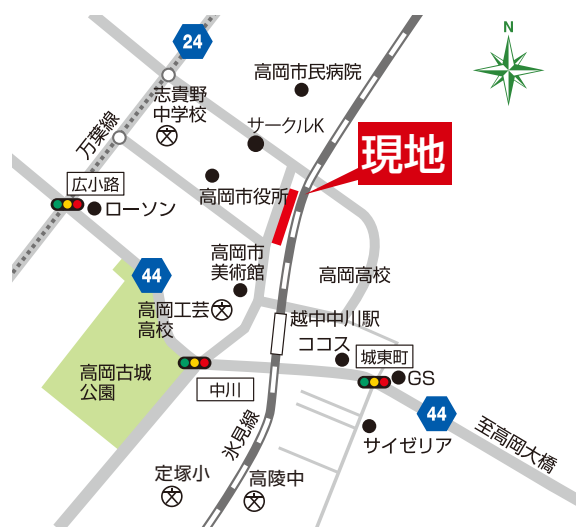 N
24
高岡市民病院
志貴野
中学校
サークルK
万葉線
現地
広小路
高岡市役所
ローソン
高岡市
美術館
44
高岡高校
高岡工芸
高校
越中中川駅
ココス
城東町
高岡古城
公園
中川
GS
44
氷見線
サイゼリア
至高岡大橋
定塚小
高陵中